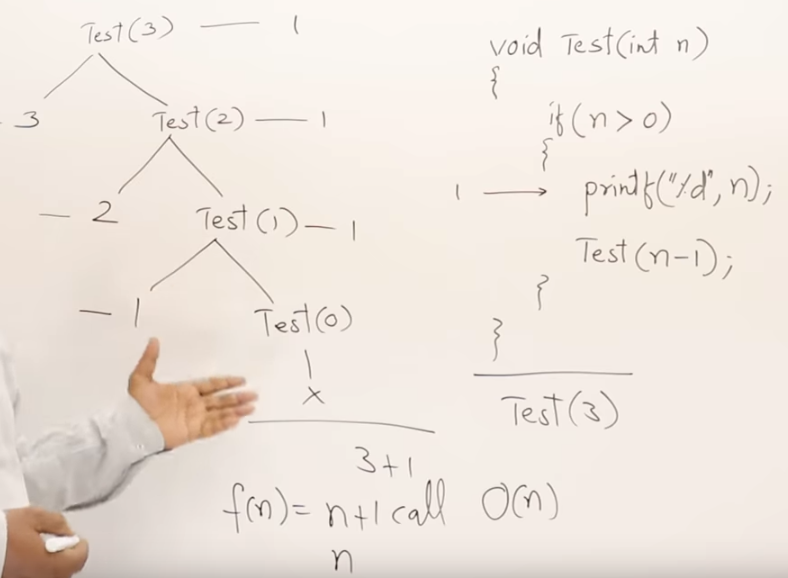 Test(3) — 1
3
Test(2) — 1
— 2
Test(1) — 1
— 1
Test(0)
x
3+1
f(n) = n+1 call O(n)
n
void Test(int n)
{
if(n>0)
{
1 → printf("%d", n);
Test(n-1);
}
}
Test(3)